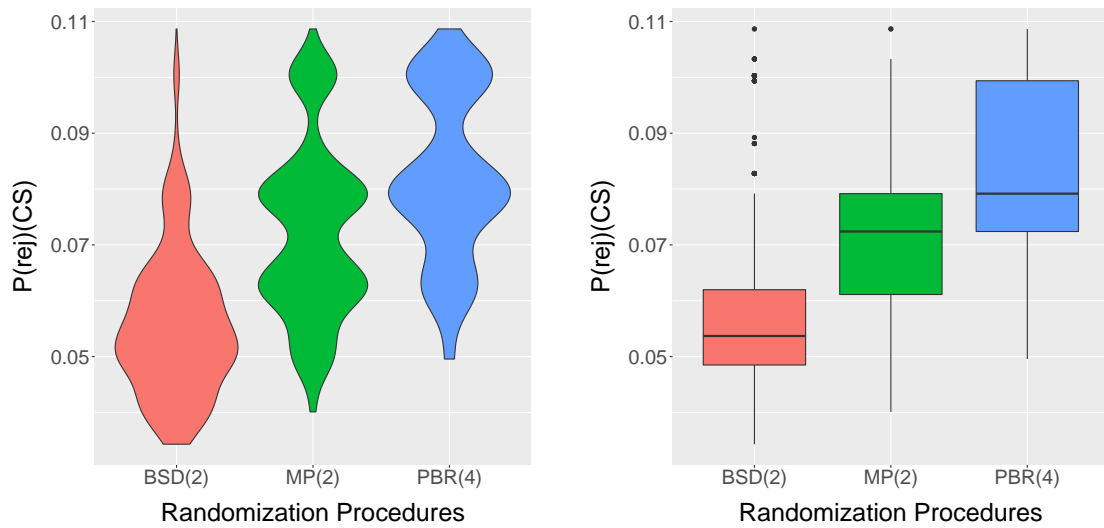 0.11
0.09
0.07
0.05
P(rej)(CS)
BSD(2) MP(2) PBR(4)
Randomization Procedures
0.11
0.09
0.07
0.05
P(rej)(CS)
BSD(2) MP(2) PBR(4)
Randomization Procedures